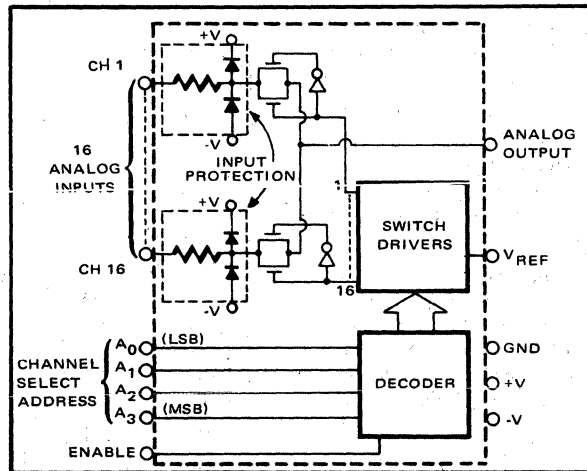 +V
CH 1
-V
16
ANALOG
INPUTS
INPUT
PROTECTION
ANALOG
OUTPUT
1
+V
SWITCH
DRIVERS
VREF
CH 16
16
-V
CHANNEL
SELECT
ADDRESS
A0 (LSB)
A1
A2
A3 (MSB)
ENABLE
DECODER
GND
+V
-V